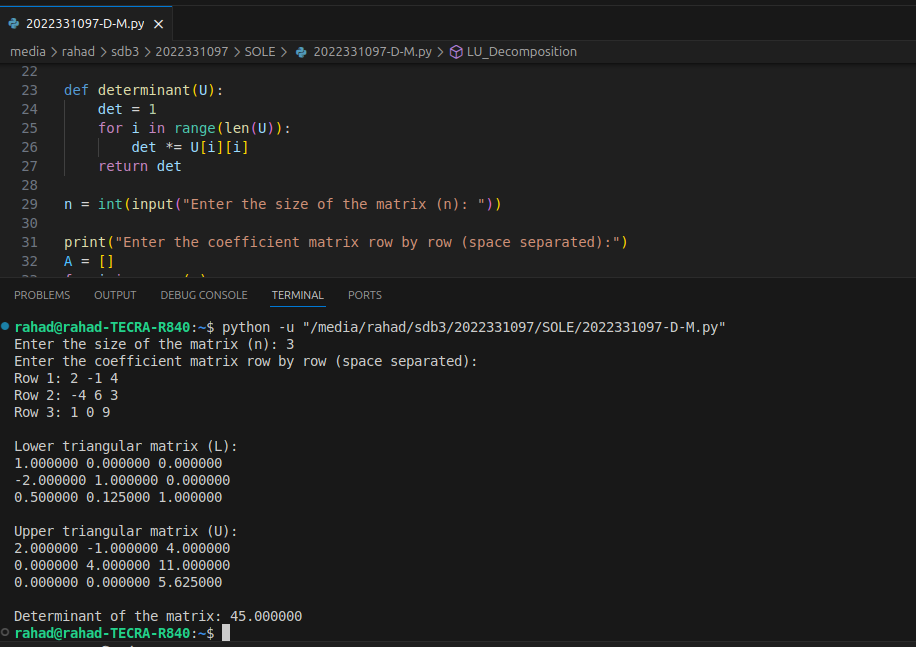 2022331097-D-M.py
media > rahad > sdb3 > 2022331097 > SOLE > 2022331097-D-M.py > LU_Decomposition
22
23 def determinant(U):
24     det = 1
25     for i in range(len(U)):
26         det *= U[i][i]
27     return det
28
29 n = int(input("Enter the size of the matrix (n): "))
30
31 print("Enter the coefficient matrix row by row (space separated):")
32 A = []
PROBLEMS OUTPUT DEBUG CONSOLE TERMINAL PORTS
rahad@rahad-TECRA-R840:~$ python -u "/media/rahad/sdb3/2022331097/SOLE/2022331097-D-M.py"
Enter the size of the matrix (n): 3
Enter the coefficient matrix row by row (space separated):
Row 1: 2 -1 4
Row 2: -4 6 3
Row 3: 1 0 9
Lower triangular matrix (L):
1.000000 0.000000 0.000000
-2.000000 1.000000 0.000000
0.500000 0.125000 1.000000
Upper triangular matrix (U):
2.000000 -1.000000 4.000000
0.000000 4.000000 11.000000
0.000000 0.000000 5.625000
Determinant of the matrix: 45.000000
rahad@rahad-TECRA-R840:~$